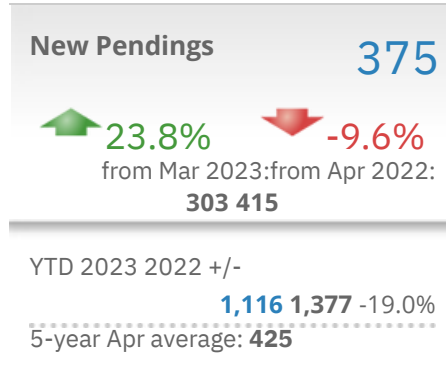 New Pendings 375
23.8% -9.6%
from Mar 2023:from Apr 2022:
303 415
YTD 2023 2022 +/-
1,116 1,377 -19.0%
5-year Apr average: 425